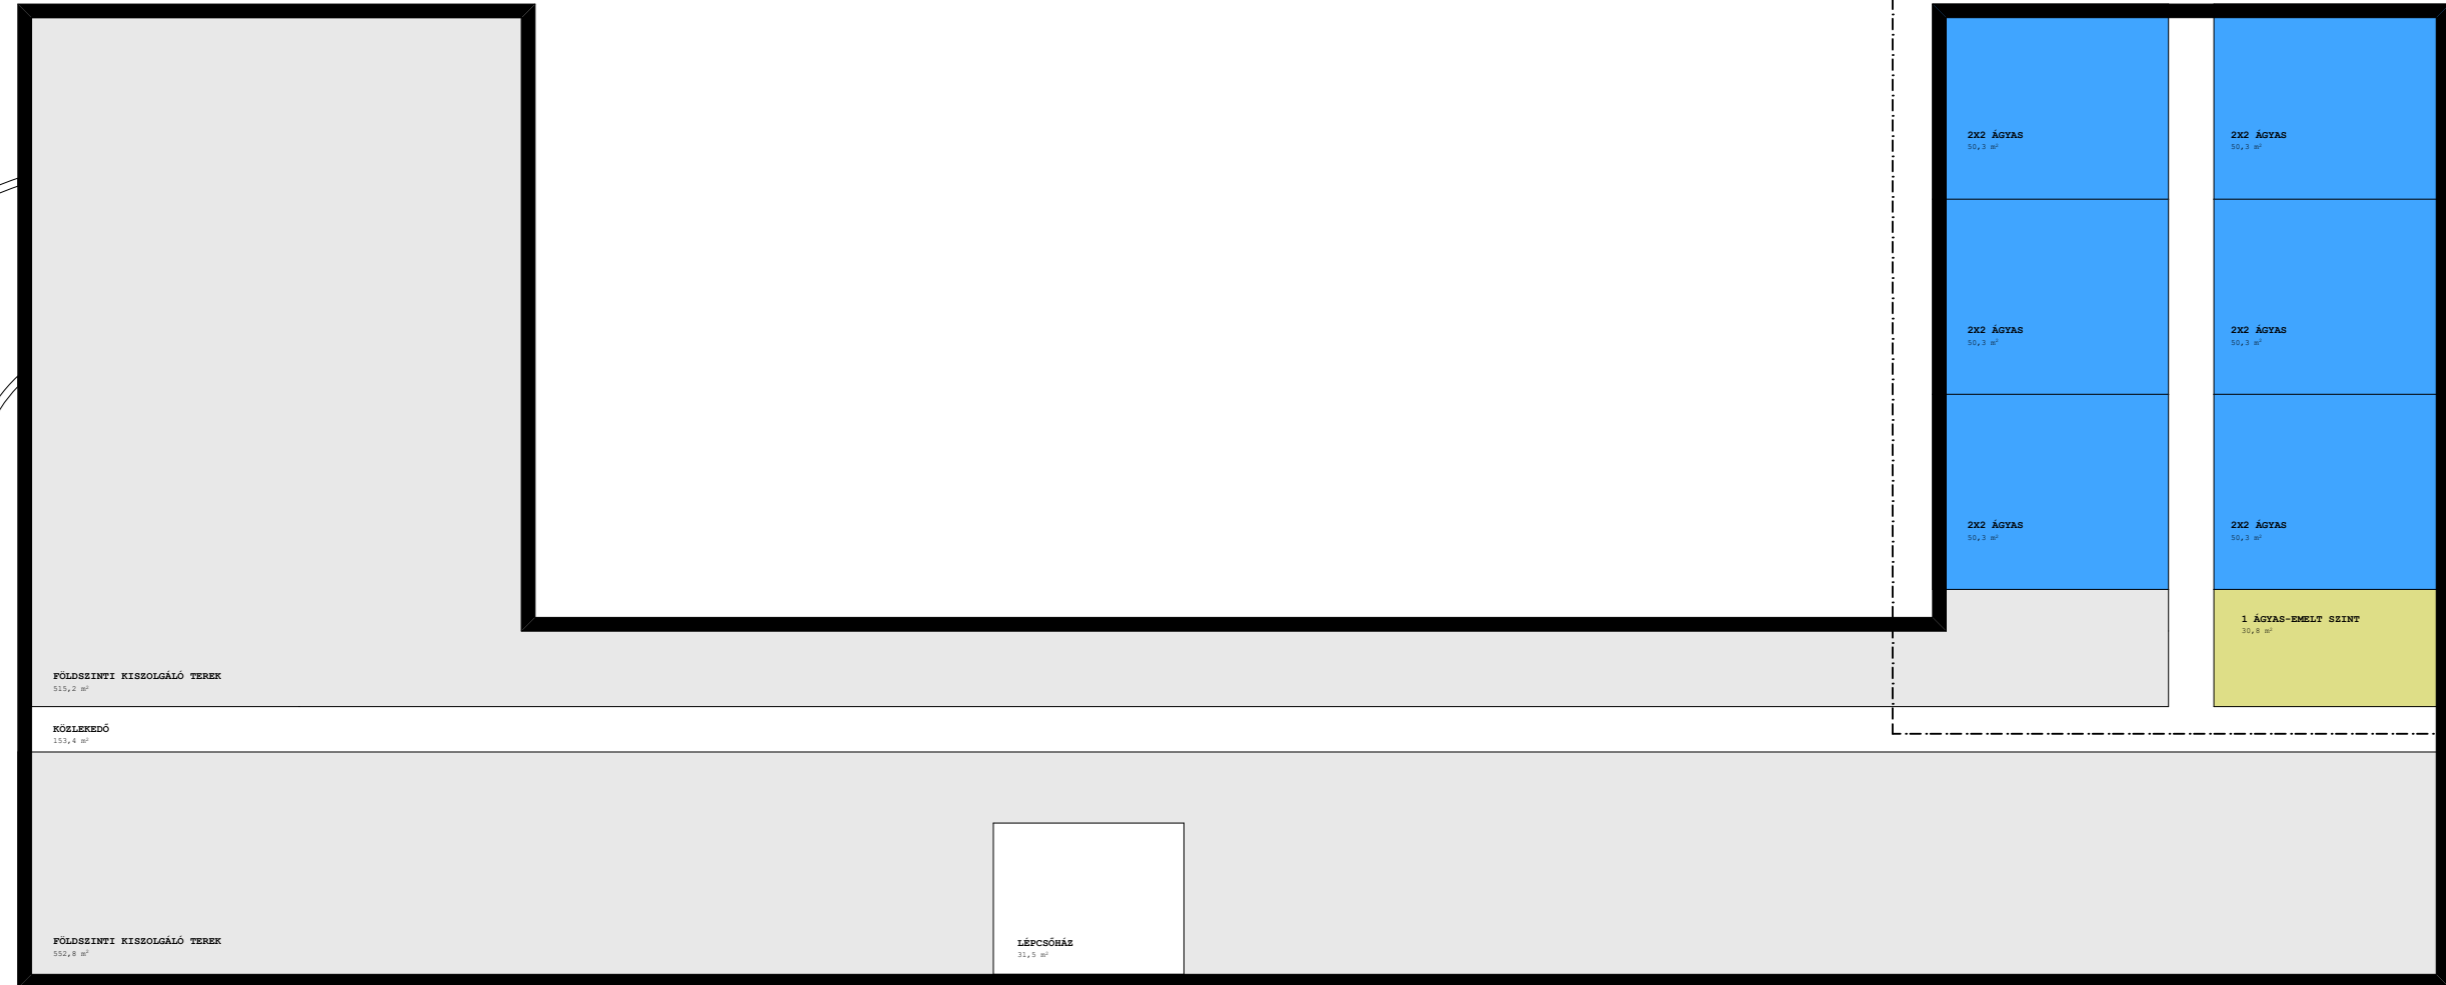 2X2 ÁGYAS
50,3 m²
2X2 ÁGYAS
50,3 m²
2X2 ÁGYAS
50,3 m²
2X2 ÁGYAS
50,3 m²
2X2 ÁGYAS
50,3 m²
2X2 ÁGYAS
50,3 m²
1 ÁGYAS-EMELT SZINT
30,8 m²
FÖLDSZINTI KISZOLGÁLÓ TEREK
515,2 m²
KÖZLEKEDŐ
153,4 m²
FÖLDSZINTI KISZOLGÁLÓ TEREK
552,8 m²
LÉPCSŐHÁZ
31,5 m²